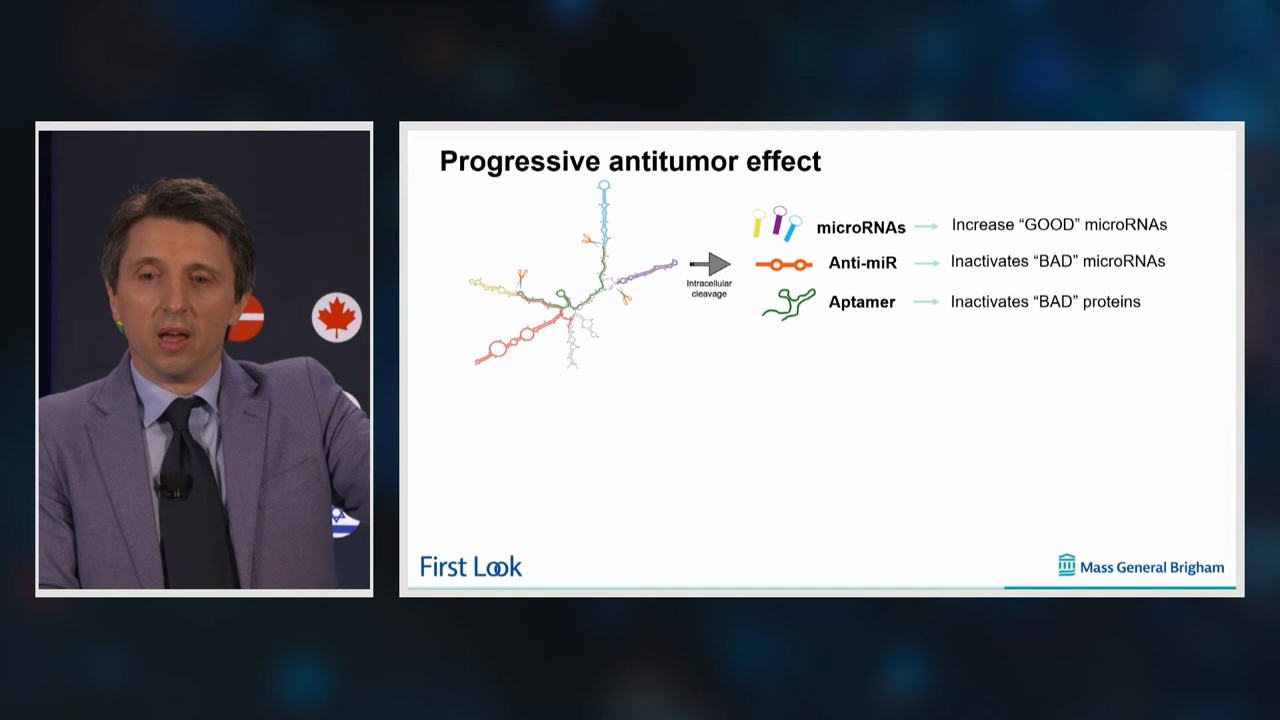 Progressive antitumor effect
microRNAs
Increase “GOOD” microRNAs
Intracellular
cleavage
Anti-miR
Inactivates “BAD” microRNAs
Aptamer
Inactivates “BAD” proteins
First Look
Mass General Brigham